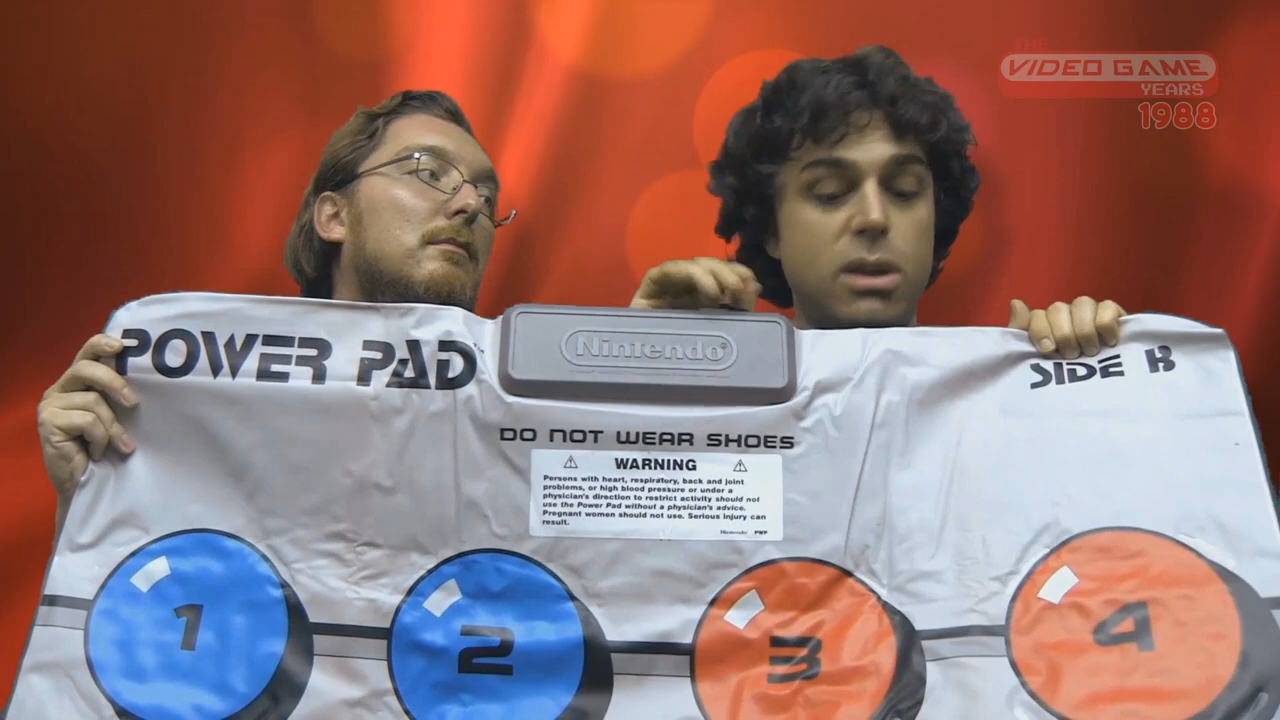 THE
VIDEO GAME
YEARS
1988
POWER PAD
Nintendo®
SIDE B
DO NOT WEAR SHOES
⚠ WARNING ⚠
Persons with heart, respiratory, back and joint
problems, or high blood pressure or under a
physician's direction to restrict activity should not
use the Power Pad without a physician's advice.
Pregnant women should not use. Serious injury can
result.
Nintendo PWP
1
2
3
4